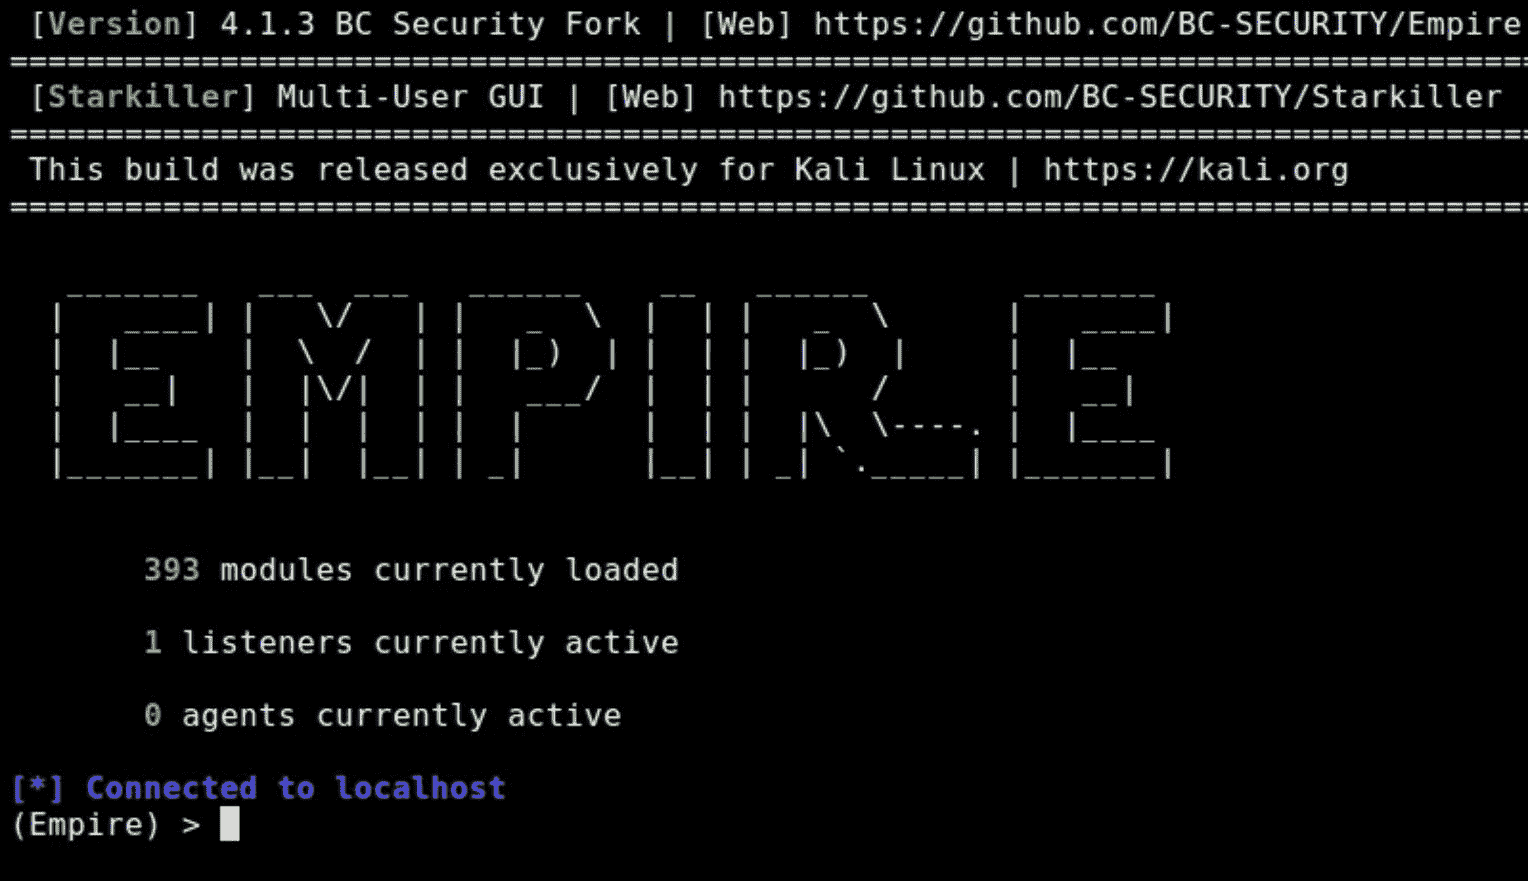 [Version] 4.1.3 BC Security Fork | [Web] https://github.com/BC-SECURITY/Empire
================================================================================
[Starkiller] Multi-User GUI | [Web] https://github.com/BC-SECURITY/Starkiller
================================================================================
This build was released exclusively for Kali Linux | https://kali.org
================================================================================
EMPIRE
393 modules currently loaded
1 listeners currently active
0 agents currently active
[*] Connected to localhost
(Empire) >